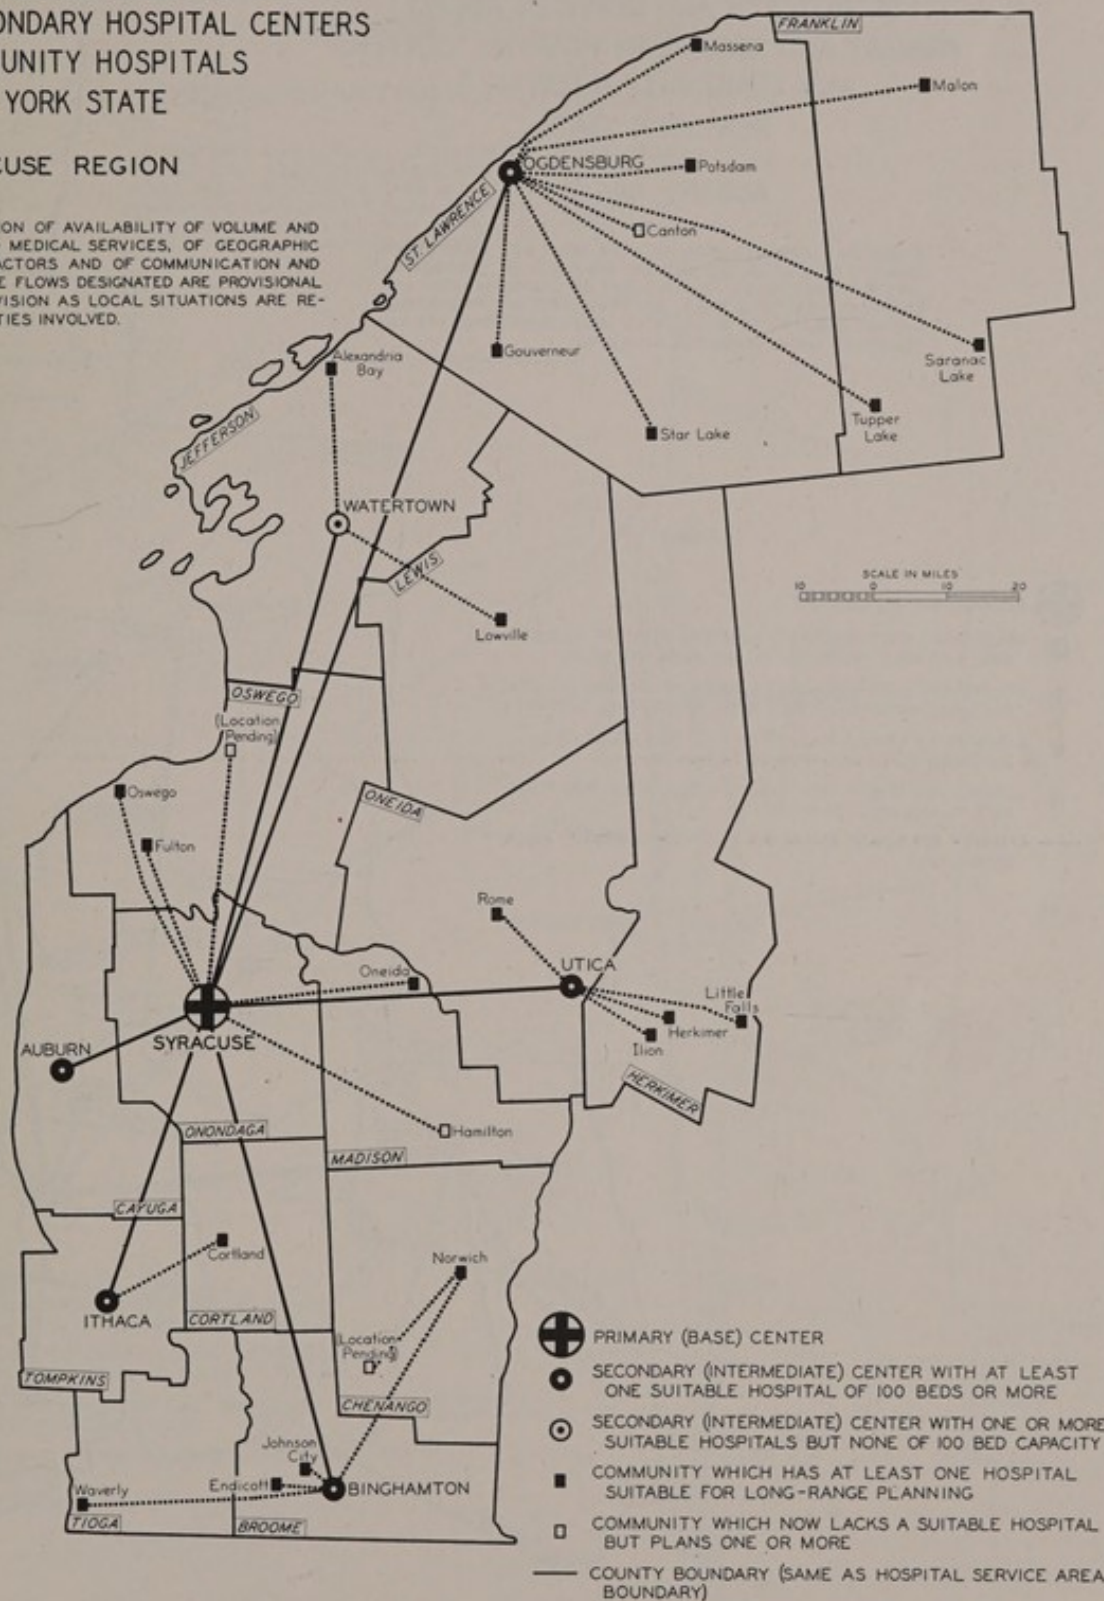 ONDARY HOSPITAL CENTERS
UNITY HOSPITALS
YORK STATE
CUSE REGION
ION OF AVAILABILITY OF VOLUME AND
MEDICAL SERVICES, OF GEOGRAPHIC
ACTORS AND OF COMMUNICATION AND
E FLOWS DESIGNATED ARE PROVISIONAL
VISION AS LOCAL SITUATIONS ARE RE-
TIES INVOLVED.
FRANKLIN
Massena
Malon
OGDENSBURG
Potsdam
ST. LAWRENCE
Canton
Gouverneur
Alexandria
Bay
Saranac
Lake
Tupper
Lake
Star Lake
JEFFERSON
WATERTOWN
LEWIS
SCALE IN MILES
10 0 10 20
Lowville
OSWEGO
(Location
Pending)
Oswego
ONEIDA
Fulton
Rome
UTICA
Oneida
Little
Falls
Herkimer
Ilion
SYRACUSE
AUBURN
HERKIMER
ONONDAGA
Hamilton
MADISON
CAYUGA
Cortland
Norwich
ITHACA
CORTLAND
(Location
Pending)
TOMPKINS
CHENANGO
Johnson
City
Endicott
BINGHAMTON
Waverly
TIOGA
BROOME
PRIMARY (BASE) CENTER
SECONDARY (INTERMEDIATE) CENTER WITH AT LEAST
ONE SUITABLE HOSPITAL OF 100 BEDS OR MORE
SECONDARY (INTERMEDIATE) CENTER WITH ONE OR MORE
SUITABLE HOSPITALS BUT NONE OF 100 BED CAPACITY
COMMUNITY WHICH HAS AT LEAST ONE HOSPITAL
SUITABLE FOR LONG-RANGE PLANNING
COMMUNITY WHICH NOW LACKS A SUITABLE HOSPITAL
BUT PLANS ONE OR MORE
COUNTY BOUNDARY (SAME AS HOSPITAL SERVICE AREA
BOUNDARY)